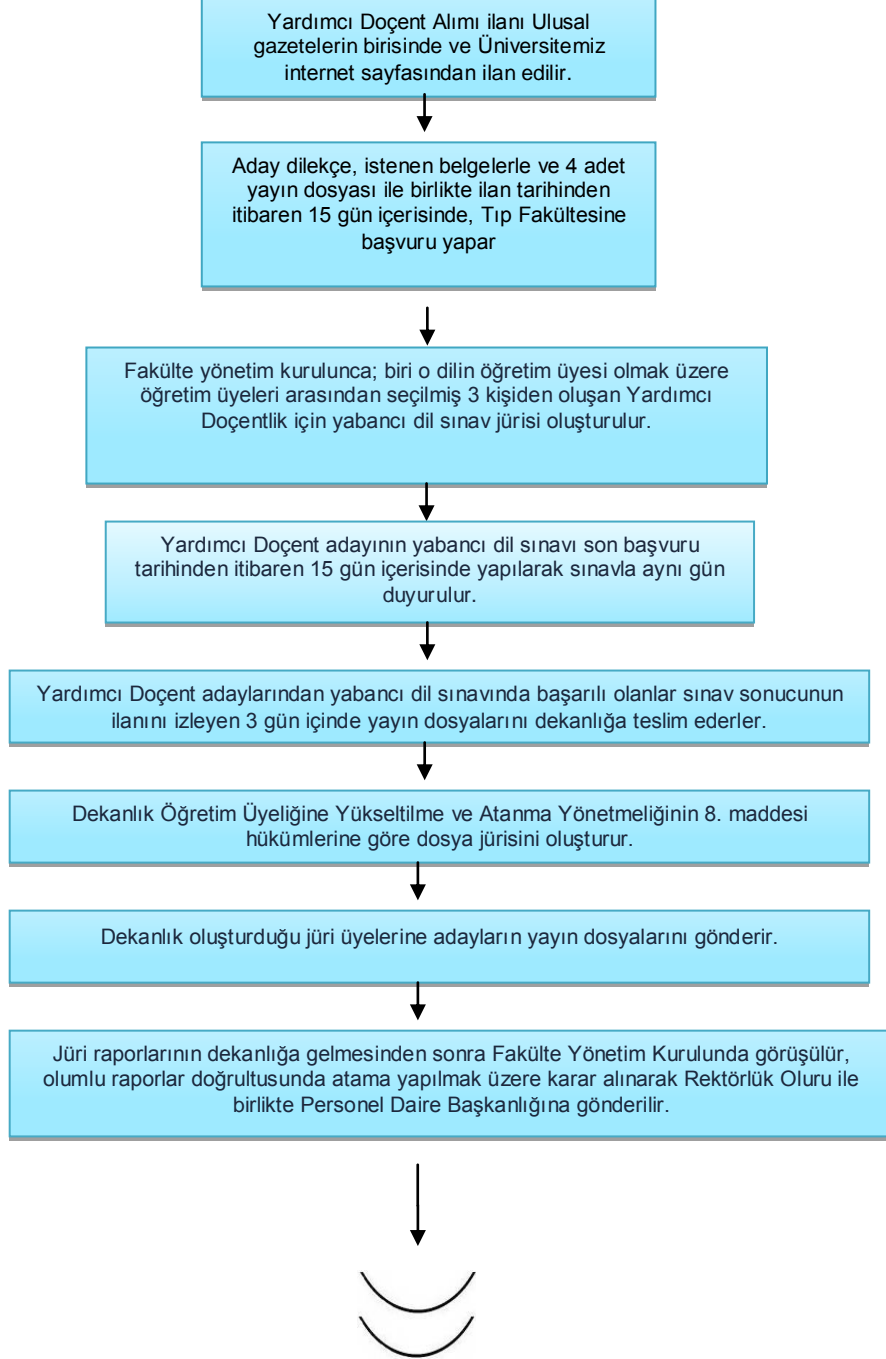 Yardımcı Doçent Alımı ilanı Ulusal
gazetelerin birisinde ve Üniversitemiz
internet sayfasından ilan edilir.
Aday dilekçe, istenen belgelerle ve 4 adet
yayın dosyası ile birlikte ilan tarihinden
itibaren 15 gün içerisinde, Tıp Fakültesine
başvuru yapar
Fakülte yönetim kurulunca; biri o dilin öğretim üyesi olmak üzere
öğretim üyeleri arasından seçilmiş 3 kişiden oluşan Yardımcı
Doçentlik için yabancı dil sınav jürisi oluşturulur.
Yardımcı Doçent adayının yabancı dil sınavı son başvuru
tarihinden itibaren 15 gün içerisinde yapılarak sınavla aynı gün
duyurulur.
Yardımcı Doçent adaylarından yabancı dil sınavında başarılı olanlar sınav sonucunun
ilanını izleyen 3 gün içinde yayın dosyalarını dekanlığa teslim ederler.
Dekanlık Öğretim Üyeliğine Yükseltilme ve Atanma Yönetmeliğinin 8. maddesi
hükümlerine göre dosya jürisini oluşturur.
Dekanlık oluşturduğu jüri üyelerine adayların yayın dosyalarını gönderir.
Jüri raporlarının dekanlığa gelmesinden sonra Fakülte Yönetim Kurulunda görüşülür,
olumlu raporlar doğrultusunda atama yapılmak üzere karar alınarak Rektörlük Oluru ile
birlikte Personel Daire Başkanlığına gönderilir.